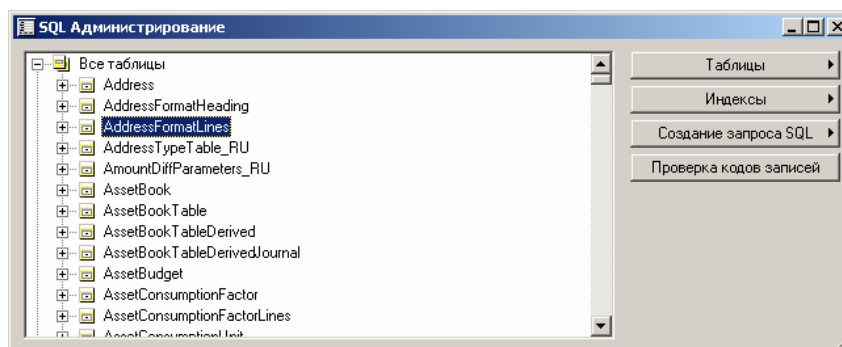 SQL Администрирование
Все таблицы
Address
AddressFormatHeading
AddressFormatLines
AddressTypeTable_RU
AmountDiffParameters_RU
AssetBook
AssetBookTable
AssetBookTableDerived
AssetBookTableDerivedJournal
AssetBudget
AssetConsumptionFactor
AssetConsumptionFactorLines
AssetConsumptionUnit
Таблицы
Индексы
Создание запроса SQL
Проверка кодов записей